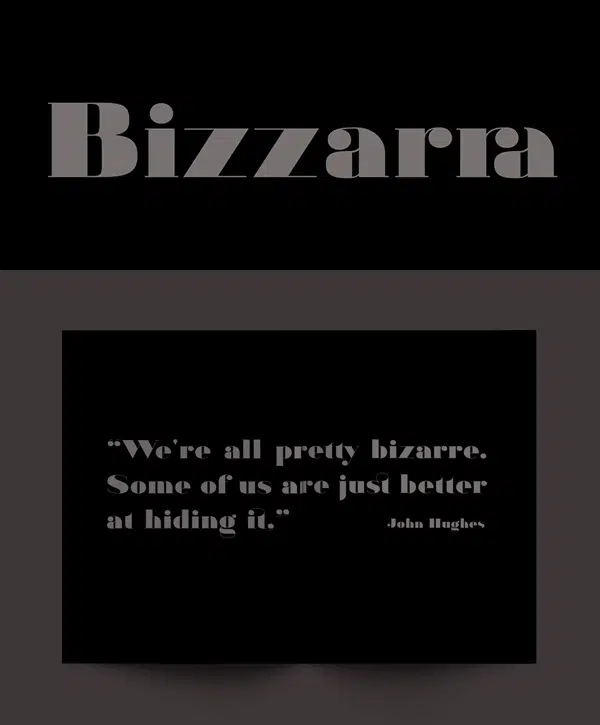 Bizzarra
“We're all pretty bizarre.
Some of us are just better
at hiding it.”
-John Hughes